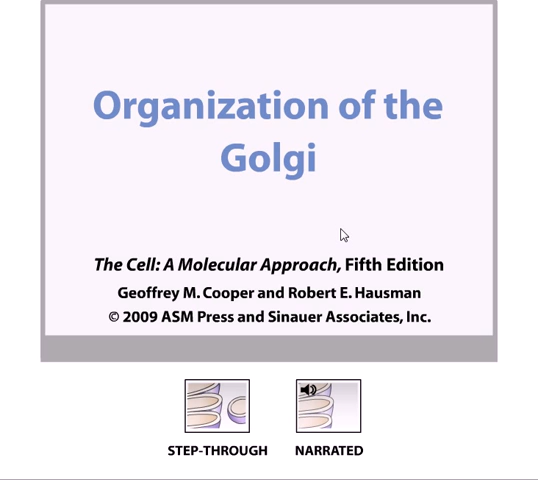 Organization of the
Golgi
The Cell: A Molecular Approach, Fifth Edition
Geoffrey M. Cooper and Robert E. Hausman
© 2009 ASM Press and Sinauer Associates, Inc.
STEP-THROUGH NARRATED